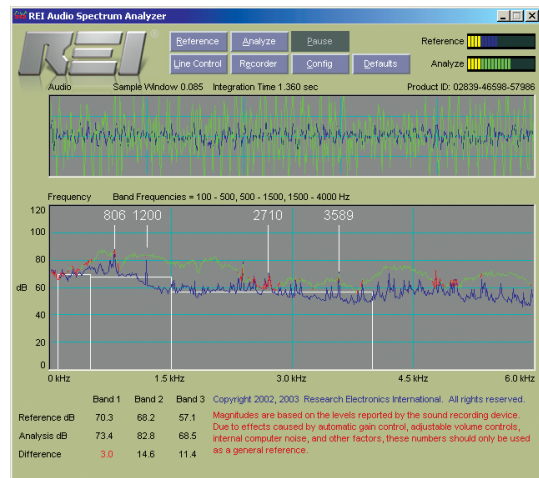 REI Audio Spectrum Analyzer
REI ®
Reference Analyze Pause Reference
Line Control Recorder Config Defaults Analyze
Audio Sample Window 0.085 Integration Time 1.360 sec Product ID: 02839-46598-57986
Frequency Band Frequencies = 100 - 500, 500 - 1500, 1500 - 4000 Hz
120
806 1200 2710 3589
100
80
dB 60
40
20
0
0 kHz 1.5 kHz 3.0 kHz 4.5 kHz 6.0 kHz
Band 1 Band 2 Band 3 Copyright 2002, 2003 Research Electronics International. All rights reserved.
Reference dB 70.3 68.2 57.1
Analysis dB 73.4 82.8 68.5
Difference 3.0 14.6 11.4
Magnitudes are based on the levels reported by the sound recording device.
Due to effects caused by automatic gain control, adjustable volume controls,
internal computer noise, and other factors, these numbers should only be used
as a general reference.